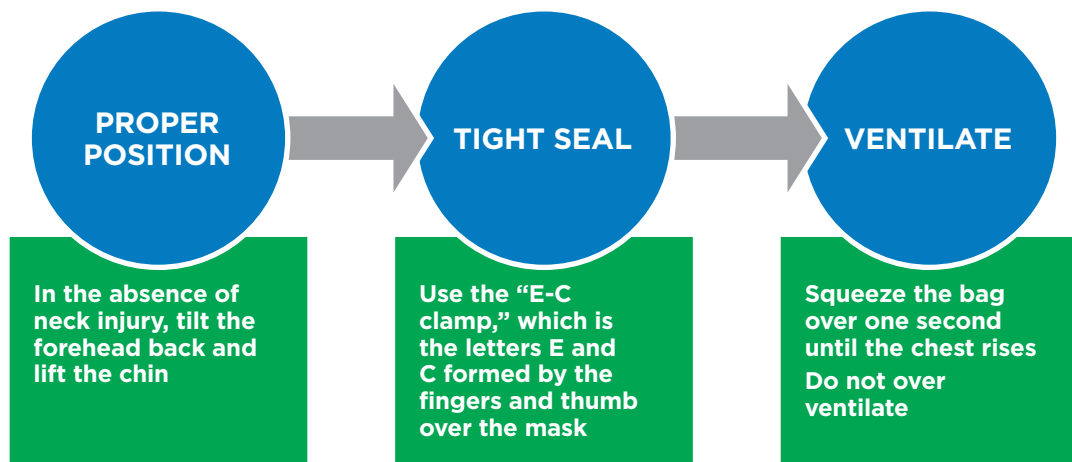 PROPER
POSITION
In the absence of
neck injury, tilt the
forehead back and
lift the chin
TIGHT SEAL
Use the “E-C
clamp,” which is
the letters E and
C formed by the
fingers and thumb
over the mask
VENTILATE
Squeeze the bag
over one second
until the chest rises
Do not over
ventilate